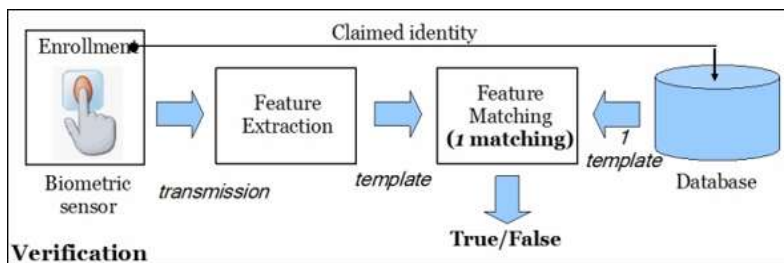 Claimed identity
Enrollment
Feature
Extraction
Feature
Matching
(1 matching)
1
template
Biometric
sensor
transmission
template
Database
True/False
Verification